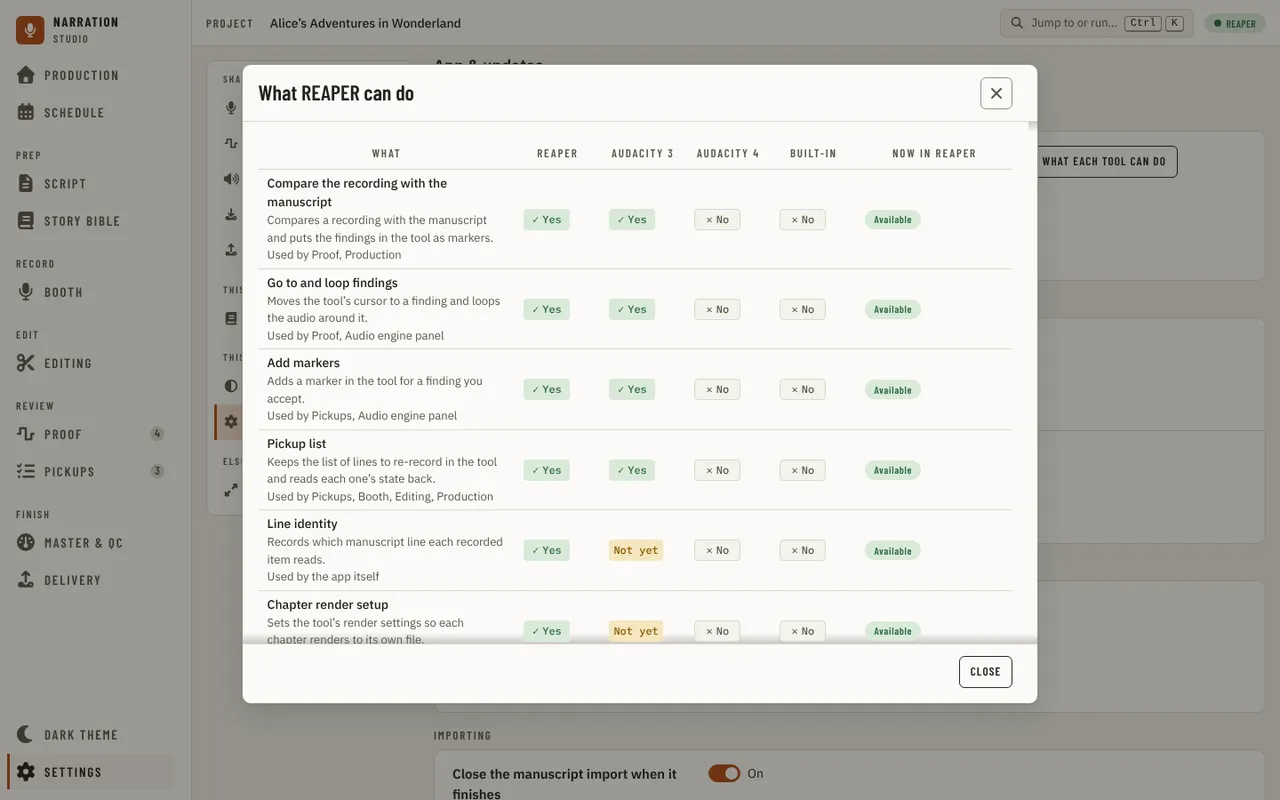 NARRATION
STUDIO
PRODUCTION
SCHEDULE
PREP
SCRIPT
STORY BIBLE
RECORD
BOOTH
EDIT
EDITING
REVIEW
PROOF 4
PICKUPS 3
FINISH
MASTER & QC
DELIVERY
DARK THEME
SETTINGS
PROJECT Alice's Adventures in Wonderland
Jump to or run... Ctrl K
REAPER
SHA
THIS
THIS
ELS
App & updates
WHAT EACH TOOL CAN DO
What REAPER can do
WHAT REAPER AUDACITY 3 AUDACITY 4 BUILT-IN NOW IN REAPER
Compare the recording with the
manuscript
Compares a recording with the manuscript
and puts the findings in the tool as markers.
Used by Proof, Production
✓ Yes ✓ Yes × No × No Available
Go to and loop findings
Moves the tool's cursor to a finding and loops
the audio around it.
Used by Proof, Audio engine panel
✓ Yes ✓ Yes × No × No Available
Add markers
Adds a marker in the tool for a finding you
accept.
Used by Pickups, Audio engine panel
✓ Yes ✓ Yes × No × No Available
Pickup list
Keeps the list of lines to re-record in the tool
and reads each one's state back.
Used by Pickups, Booth, Editing, Production
✓ Yes ✓ Yes × No × No Available
Line identity
Records which manuscript line each recorded
item reads.
Used by the app itself
✓ Yes Not yet × No × No Available
Chapter render setup
Sets the tool's render settings so each
chapter renders to its own file.
✓ Yes Not yet × No × No Available
CLOSE
IMPORTING
Close the manuscript import when it
finishes
On